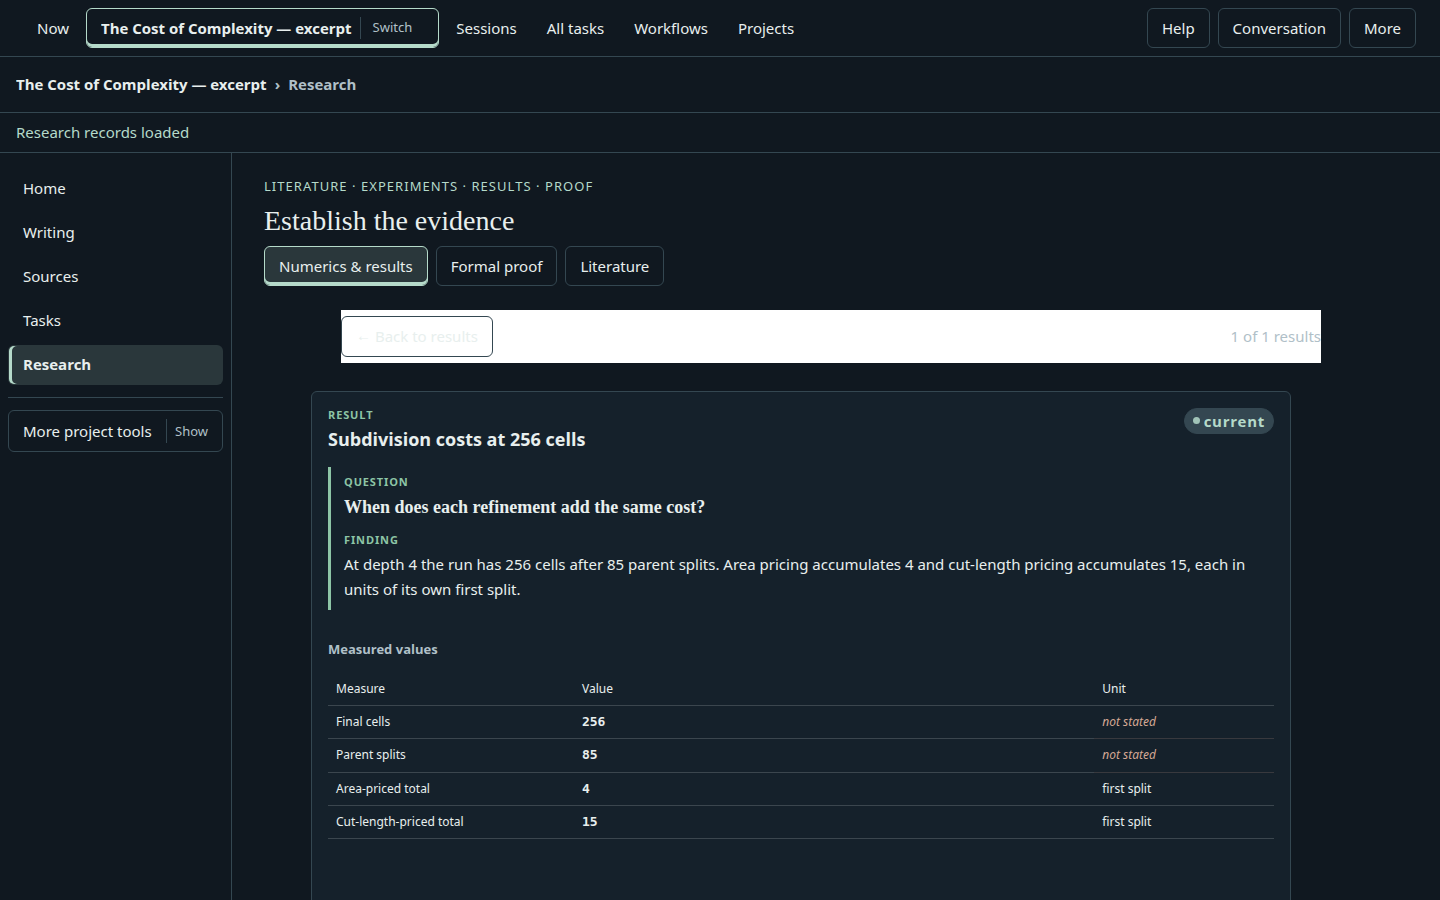 Now
The Cost of Complexity — excerpt
Switch
Sessions
All tasks
Workflows
Projects
Help
Conversation
More
The Cost of Complexity — excerpt › Research
Research records loaded
Home
Writing
Sources
Tasks
Research
More project tools
Show
LITERATURE · EXPERIMENTS · RESULTS · PROOF
Establish the evidence
Numerics & results
Formal proof
Literature
← Back to results
1 of 1 results
RESULT
current
Subdivision costs at 256 cells
QUESTION
When does each refinement add the same cost?
FINDING
At depth 4 the run has 256 cells after 85 parent splits. Area pricing accumulates 4 and cut-length pricing accumulates 15, each in
units of its own first split.
Measured values
Measure Value Unit
Final cells 256 not stated
Parent splits 85 not stated
Area-priced total 4 first split
Cut-length-priced total 15 first split